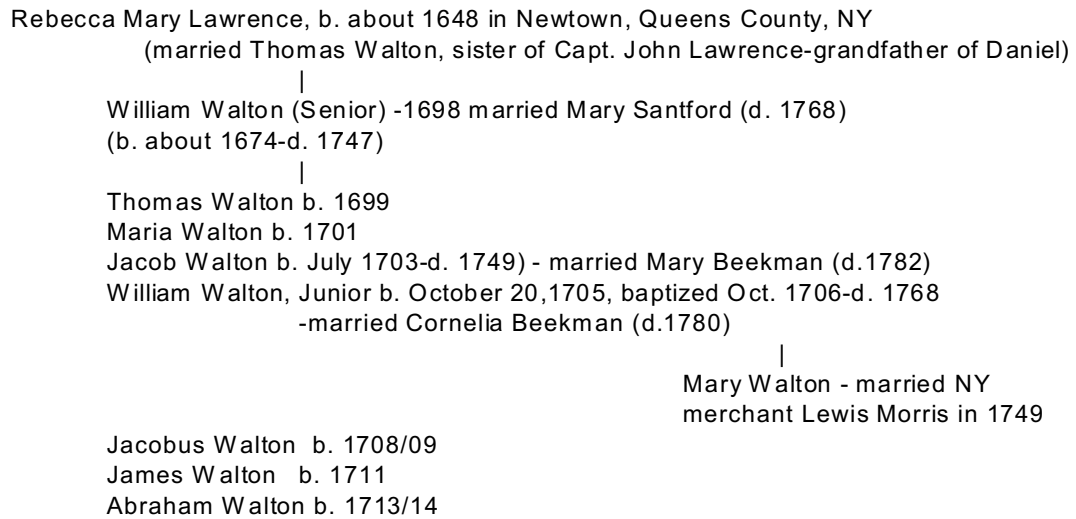 Rebecca Mary Lawrence, b. about 1648 in Newtown, Queens County, NY
(married Thomas Walton, sister of Capt. John Lawrence-grandfather of Daniel)
|
William Walton (Senior) -1698 married Mary Santford (d. 1768)
(b. about 1674-d. 1747)
|
Thomas Walton b. 1699
Maria Walton b. 1701
Jacob Walton b. July 1703-d. 1749) - married Mary Beekman (d.1782)
William Walton, Junior b. October 20,1705, baptized Oct. 1706-d. 1768
-married Cornelia Beekman (d.1780)
|
Mary Walton - married NY
merchant Lewis Morris in 1749
Jacobus Walton b. 1708/09
James Walton b. 1711
Abraham Walton b. 1713/14